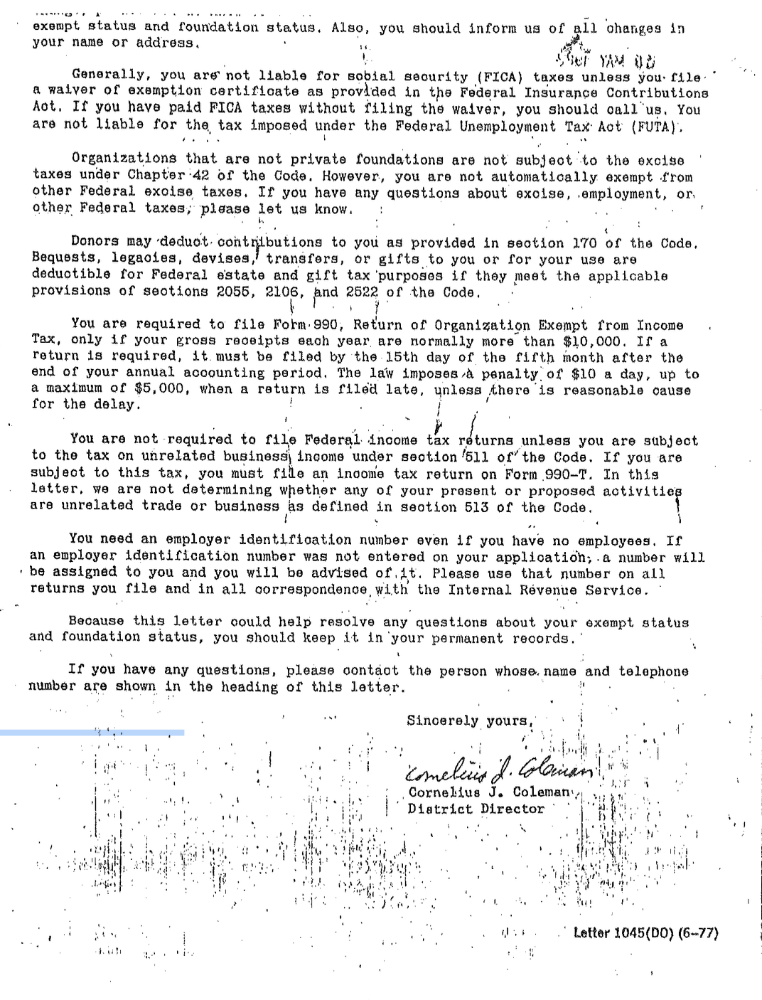 exempt status and foundation status. Also, you should inform us of all changes in
your name or address.
Generally, you are not liable for social security (FICA) taxes unless you file
a waiver of exemption certificate as provided in the Federal Insurance Contributions
Act. If you have paid FICA taxes without filing the waiver, you should call us. You
are not liable for the tax imposed under the Federal Unemployment Tax Act (FUTA).
Organizations that are not private foundations are not subject to the excise
taxes under Chapter 42 of the Code. However, you are not automatically exempt from
other Federal excise taxes. If you have any questions about excise, employment, or
other Federal taxes, please let us know.
Donors may deduct contributions to you as provided in section 170 of the Code.
Bequests, legacies, devises, transfers, or gifts to you or for your use are
deductible for Federal estate and gift tax purposes if they meet the applicable
provisions of sections 2055, 2106, and 2522 of the Code.
You are required to file Form 990, Return of Organization Exempt from Income
Tax, only if your gross receipts each year are normally more than $10,000. If a
return is required, it must be filed by the 15th day of the fifth month after the
end of your annual accounting period. The law imposes a penalty of $10 a day, up to
a maximum of $5,000, when a return is filed late, unless there is reasonable cause
for the delay.
You are not required to file Federal income tax returns unless you are subject
to the tax on unrelated business income under section 511 of the Code. If you are
subject to this tax, you must file an income tax return on Form 990-T. In this
letter, we are not determining whether any of your present or proposed activities
are unrelated trade or business as defined in section 513 of the Code.
You need an employer identification number even if you have no employees. If
an employer identification number was not entered on your application, a number will
be assigned to you and you will be advised of it. Please use that number on all
returns you file and in all correspondence with the Internal Revenue Service.
Because this letter could help resolve any questions about your exempt status
and foundation status, you should keep it in your permanent records.
If you have any questions, please contact the person whose name and telephone
number are shown in the heading of this letter.
Sincerely yours,
Cornelius J. Coleman
Cornelius J. Coleman
District Director
Letter 1045(DO) (6-77)